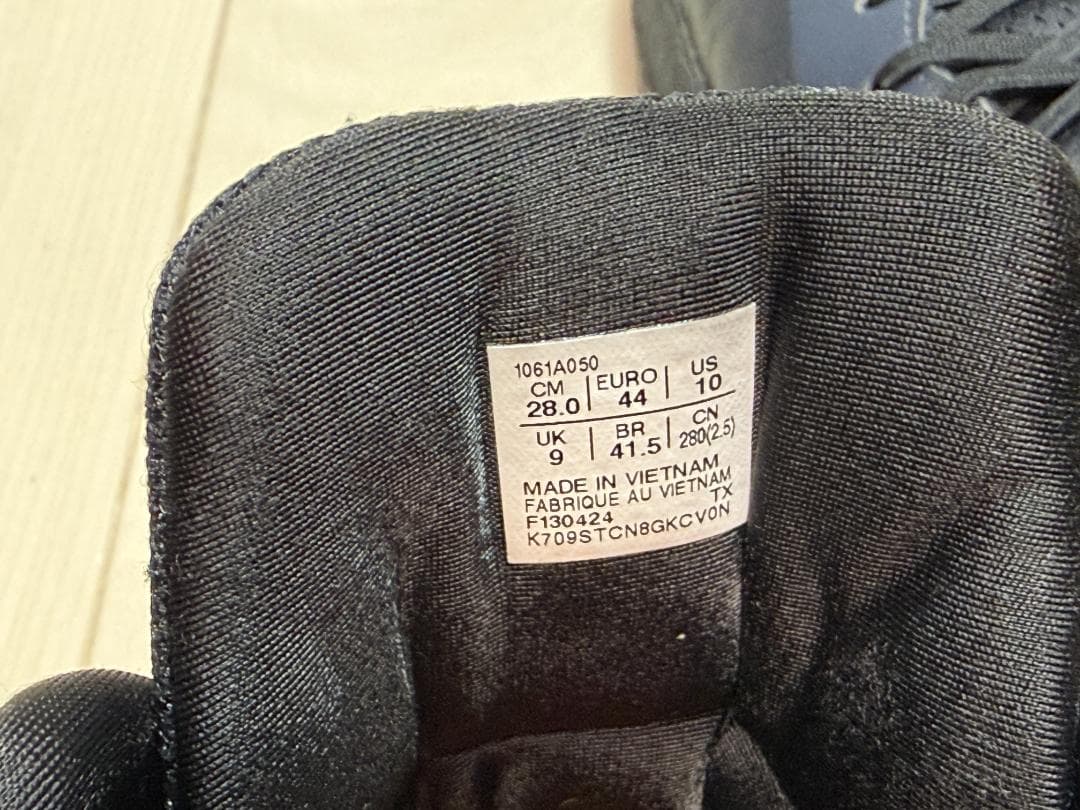 1061A050
CM | EURO | US
28.0 44 10
UK | BR | CN
9 41.5 280(2.5)
MADE IN VIETNAM
FABRIQUE AU VIETNAM
F130424 TX
K709STCN8GKCV0N